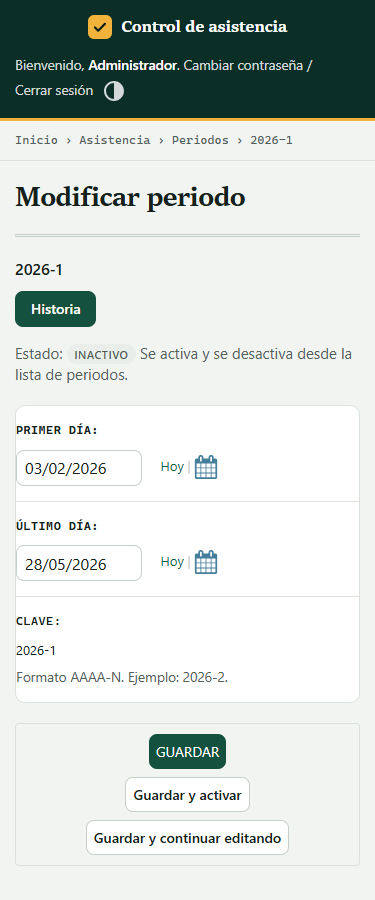 Control de asistencia
Bienvenido, Administrador. Cambiar contraseña /
Cerrar sesión
Inicio › Asistencia › Periodos › 2026-1
Modificar periodo
2026-1
Historia
Estado: INACTIVO Se activa y se desactiva desde la
lista de periodos.
PRIMER DÍA:
03/02/2026 Hoy |
ÚLTIMO DÍA:
28/05/2026 Hoy |
CLAVE:
2026-1
Formato AAAA-N. Ejemplo: 2026-2.
GUARDAR
Guardar y activar
Guardar y continuar editando